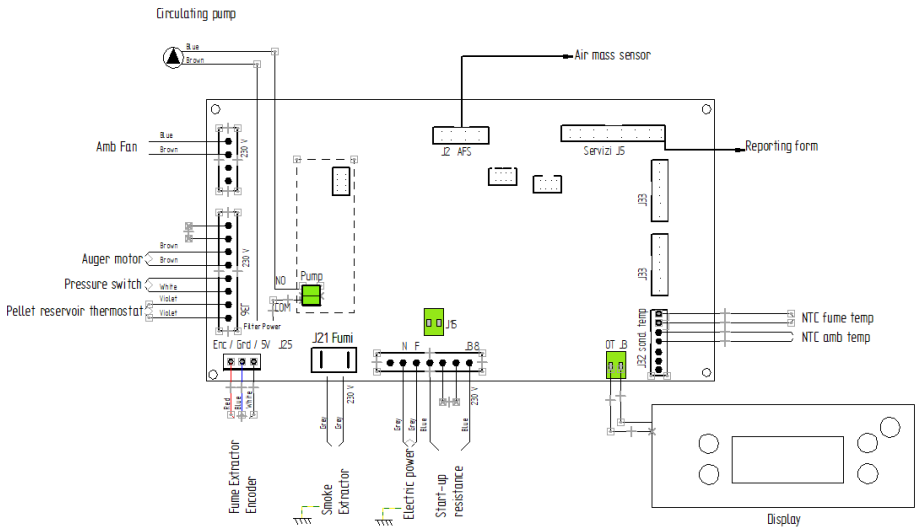 Circulating pump
Blue
Brown
Air mass sensor
Amb Fan
Blue
Brown
230 V
J2 AFS
Servizi J5
Reporting form
J33
J33
Auger motor
Brown
Brown
230 V
Pressure switch
White
Violet
Pellet reservoir thermostat
Violet
NO
Pump
COM
Filter Power
J15
NTC fume temp
NTC amb temp
J32 sond temp
Enc / Grd / 5V J25
J21 Fumi
N F J38
OT J3
Red
Blue
White
Grey
Grey
230 V
Grey
Grey
Blue
Blue
230 V
Fume Extractor
Encoder
Smoke
Extractor
Electric power
Start-up
resistance
Display